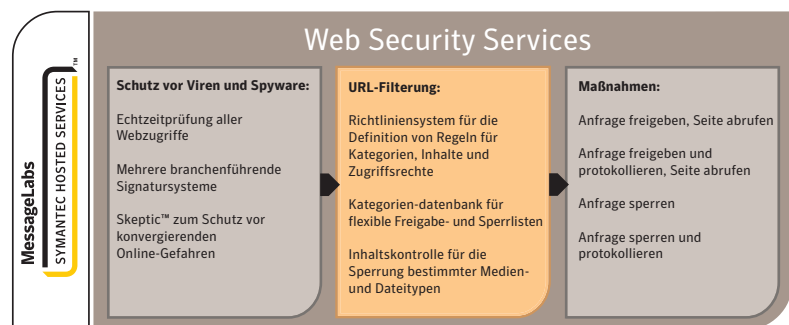 MessageLabs
SYMANTEC HOSTED SERVICES™
Web Security Services
Schutz vor Viren und Spyware:
Echtzeitprüfung aller
Webzugriffe
Mehrere branchenführende
Signatursysteme
Skeptic™ zum Schutz vor
konvergierenden
Online-Gefahren
URL-Filterung:
Richtliniensystem für die
Definition von Regeln für
Kategorien, Inhalte und
Zugriffsrechte
Kategorien-datenbank für
flexible Freigabe- und Sperrlisten
Inhaltskontrolle für die
Sperrung bestimmter Medien-
und Dateitypen
Maßnahmen:
Anfrage freigeben, Seite abrufen
Anfrage freigeben und
protokollieren, Seite abrufen
Anfrage sperren
Anfrage sperren und
protokollieren